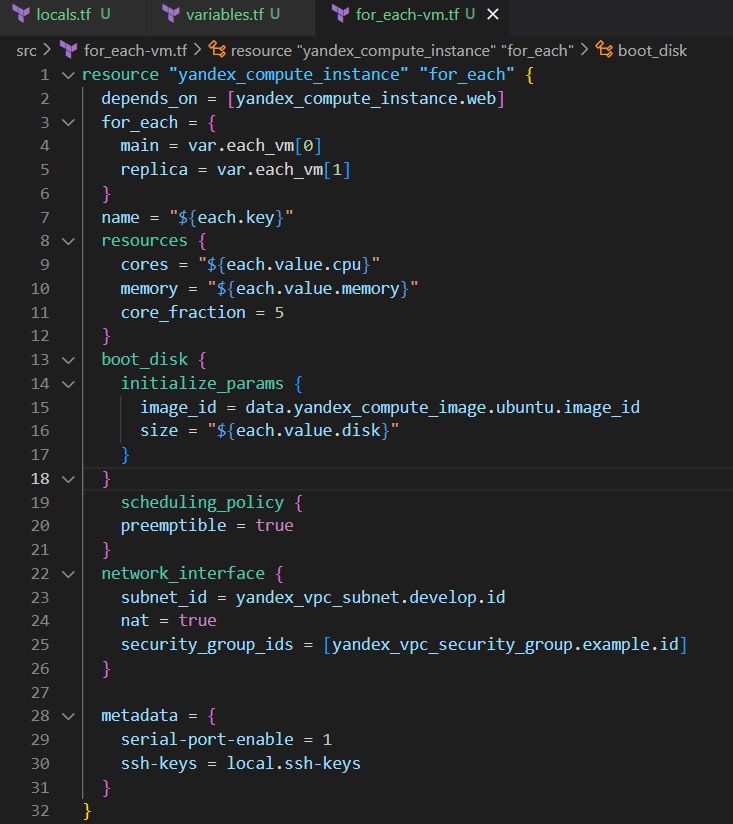 locals.tf U variables.tf U for_each-vm.tf U
src > for_each-vm.tf > resource "yandex_compute_instance" "for_each" > boot_disk
1 resource "yandex_compute_instance" "for_each" {
2 depends_on = [yandex_compute_instance.web]
3 for_each = {
4 main = var.each_vm[0]
5 replica = var.each_vm[1]
6 }
7 name = "${each.key}"
8 resources {
9 cores = "${each.value.cpu}"
10 memory = "${each.value.memory}"
11 core_fraction = 5
12 }
13 boot_disk {
14 initialize_params {
15 image_id = data.yandex_compute_image.ubuntu.image_id
16 size = "${each.value.disk}"
17 }
18 }
19 scheduling_policy {
20 preemptible = true
21 }
22 network_interface {
23 subnet_id = yandex_vpc_subnet.develop.id
24 nat = true
25 security_group_ids = [yandex_vpc_security_group.example.id]
26 }
27
28 metadata = {
29 serial-port-enable = 1
30 ssh-keys = local.ssh-keys
31 }
32 }